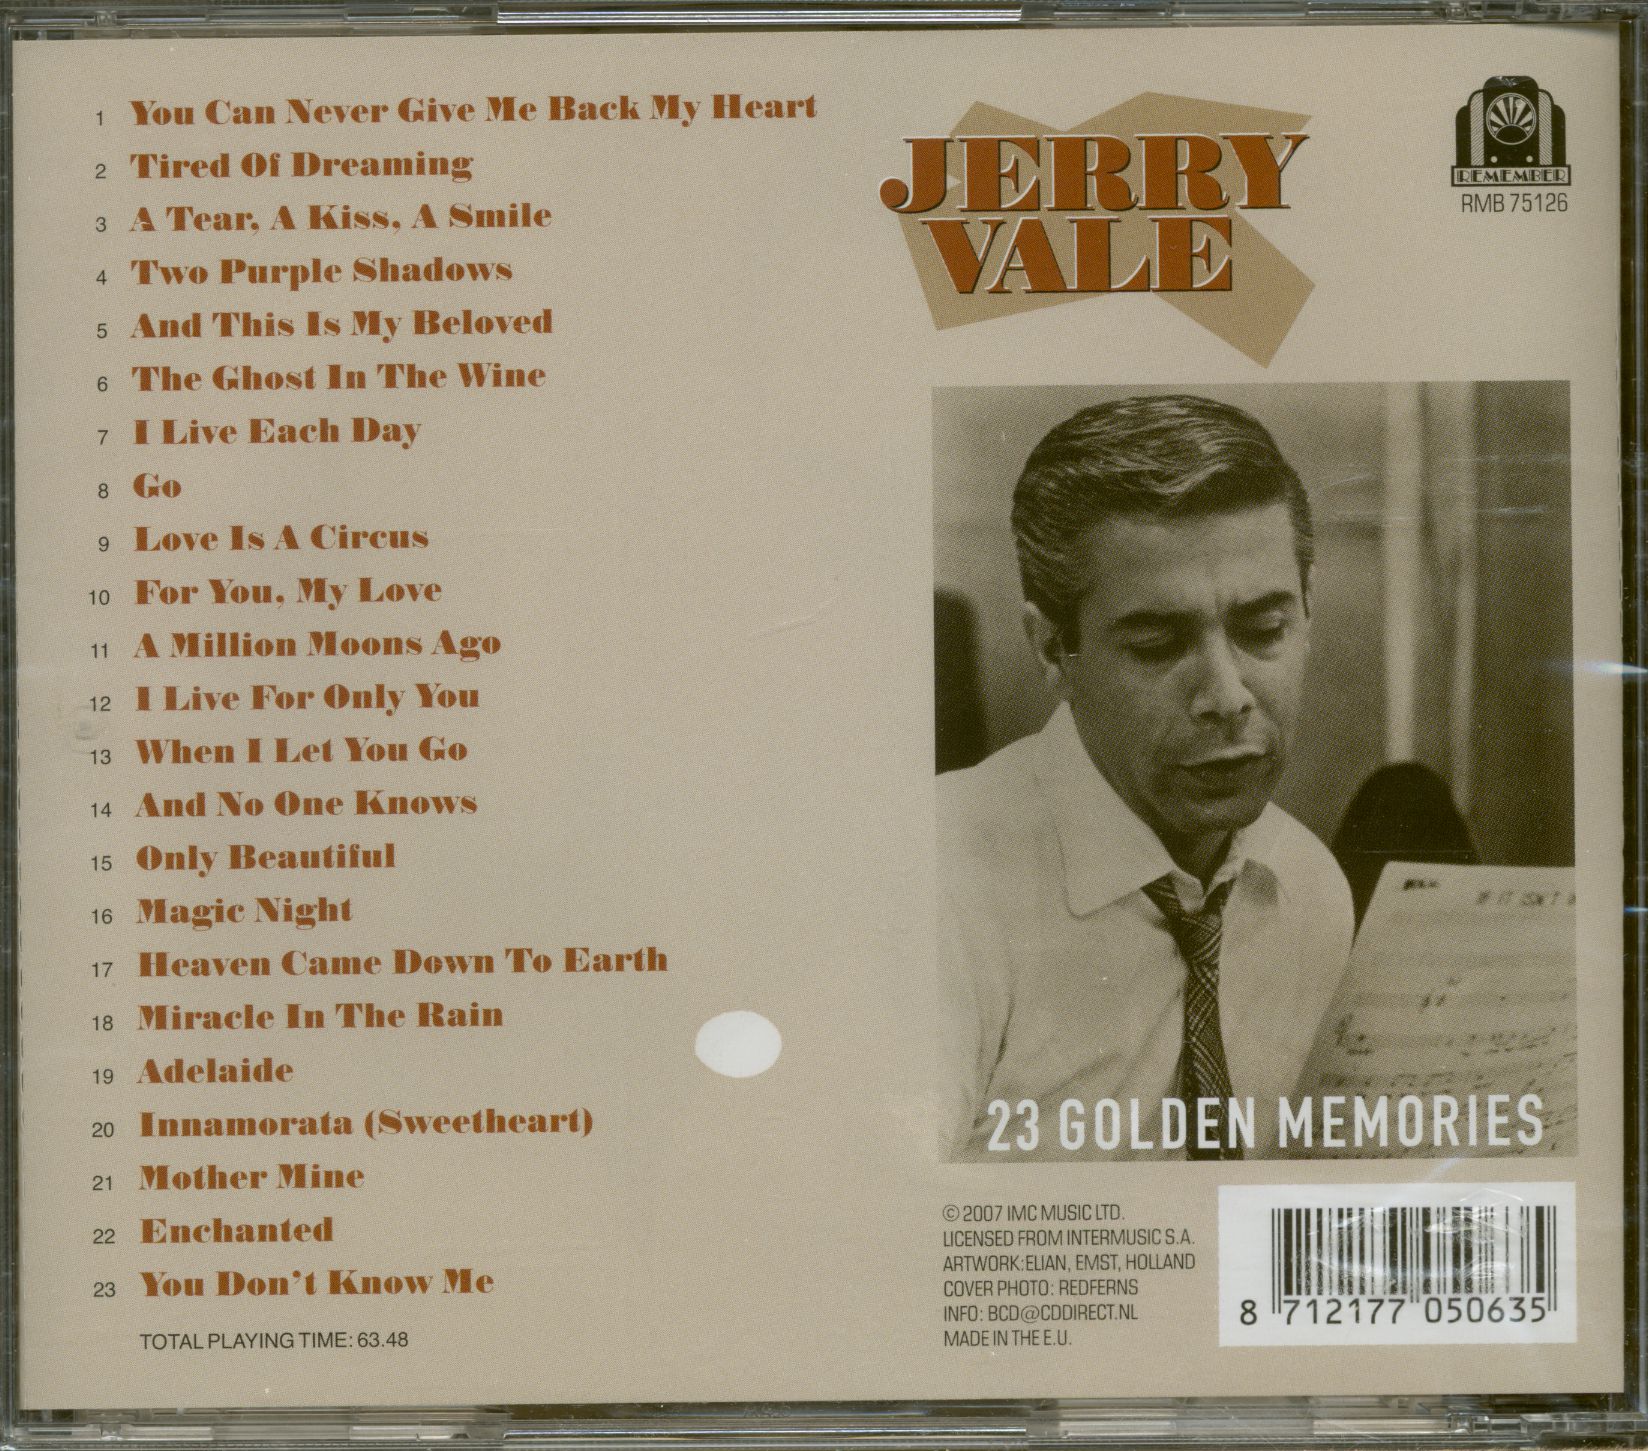 1 You Can Never Give Me Back My Heart
2 Tired Of Dreaming
3 A Tear, A Kiss, A Smile
4 Two Purple Shadows
5 And This Is My Beloved
6 The Ghost In The Wine
7 I Live Each Day
8 Go
9 Love Is A Circus
10 For You, My Love
11 A Million Moons Ago
12 I Live For Only You
13 When I Let You Go
14 And No One Knows
15 Only Beautiful
16 Magic Night
17 Heaven Came Down To Earth
18 Miracle In The Rain
19 Adelaide
20 Innamorata (Sweetheart)
21 Mother Mine
22 Enchanted
23 You Don't Know Me
TOTAL PLAYING TIME: 63.48
JERRY
VALE
REMEMBER
RMB 75126
IF IT ISN'T
23 GOLDEN MEMORIES
© 2007 IMC MUSIC LTD.
LICENSED FROM INTERMUSIC S.A.
ARTWORK: ELIAN, EMST, HOLLAND
COVER PHOTO: REDFERNS
INFO: BCD@CDDIRECT.NL
MADE IN THE E.U.
8 712177 050635